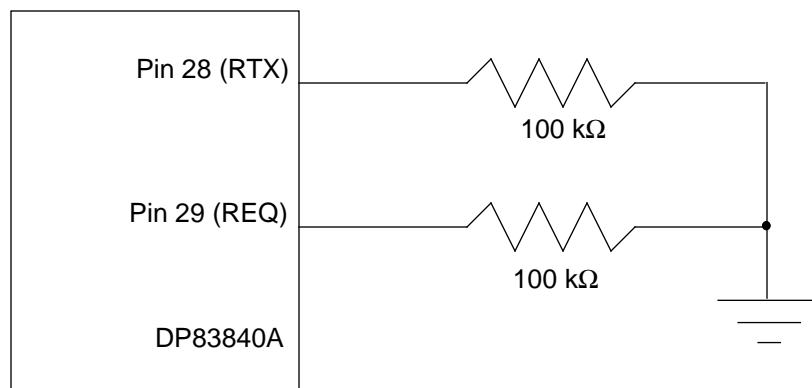 Pin 28 (RTX)
100 kΩ
Pin 29 (REQ)
100 kΩ
DP83840A